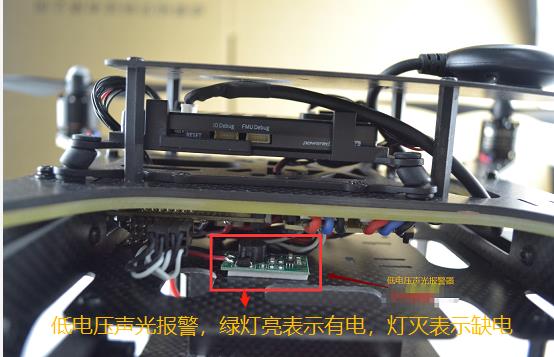 IO Debug FMU Debug
RESET
powered
低电压声光报警器
低电压声光报警，绿灯亮表示有电，灯灭表示缺电